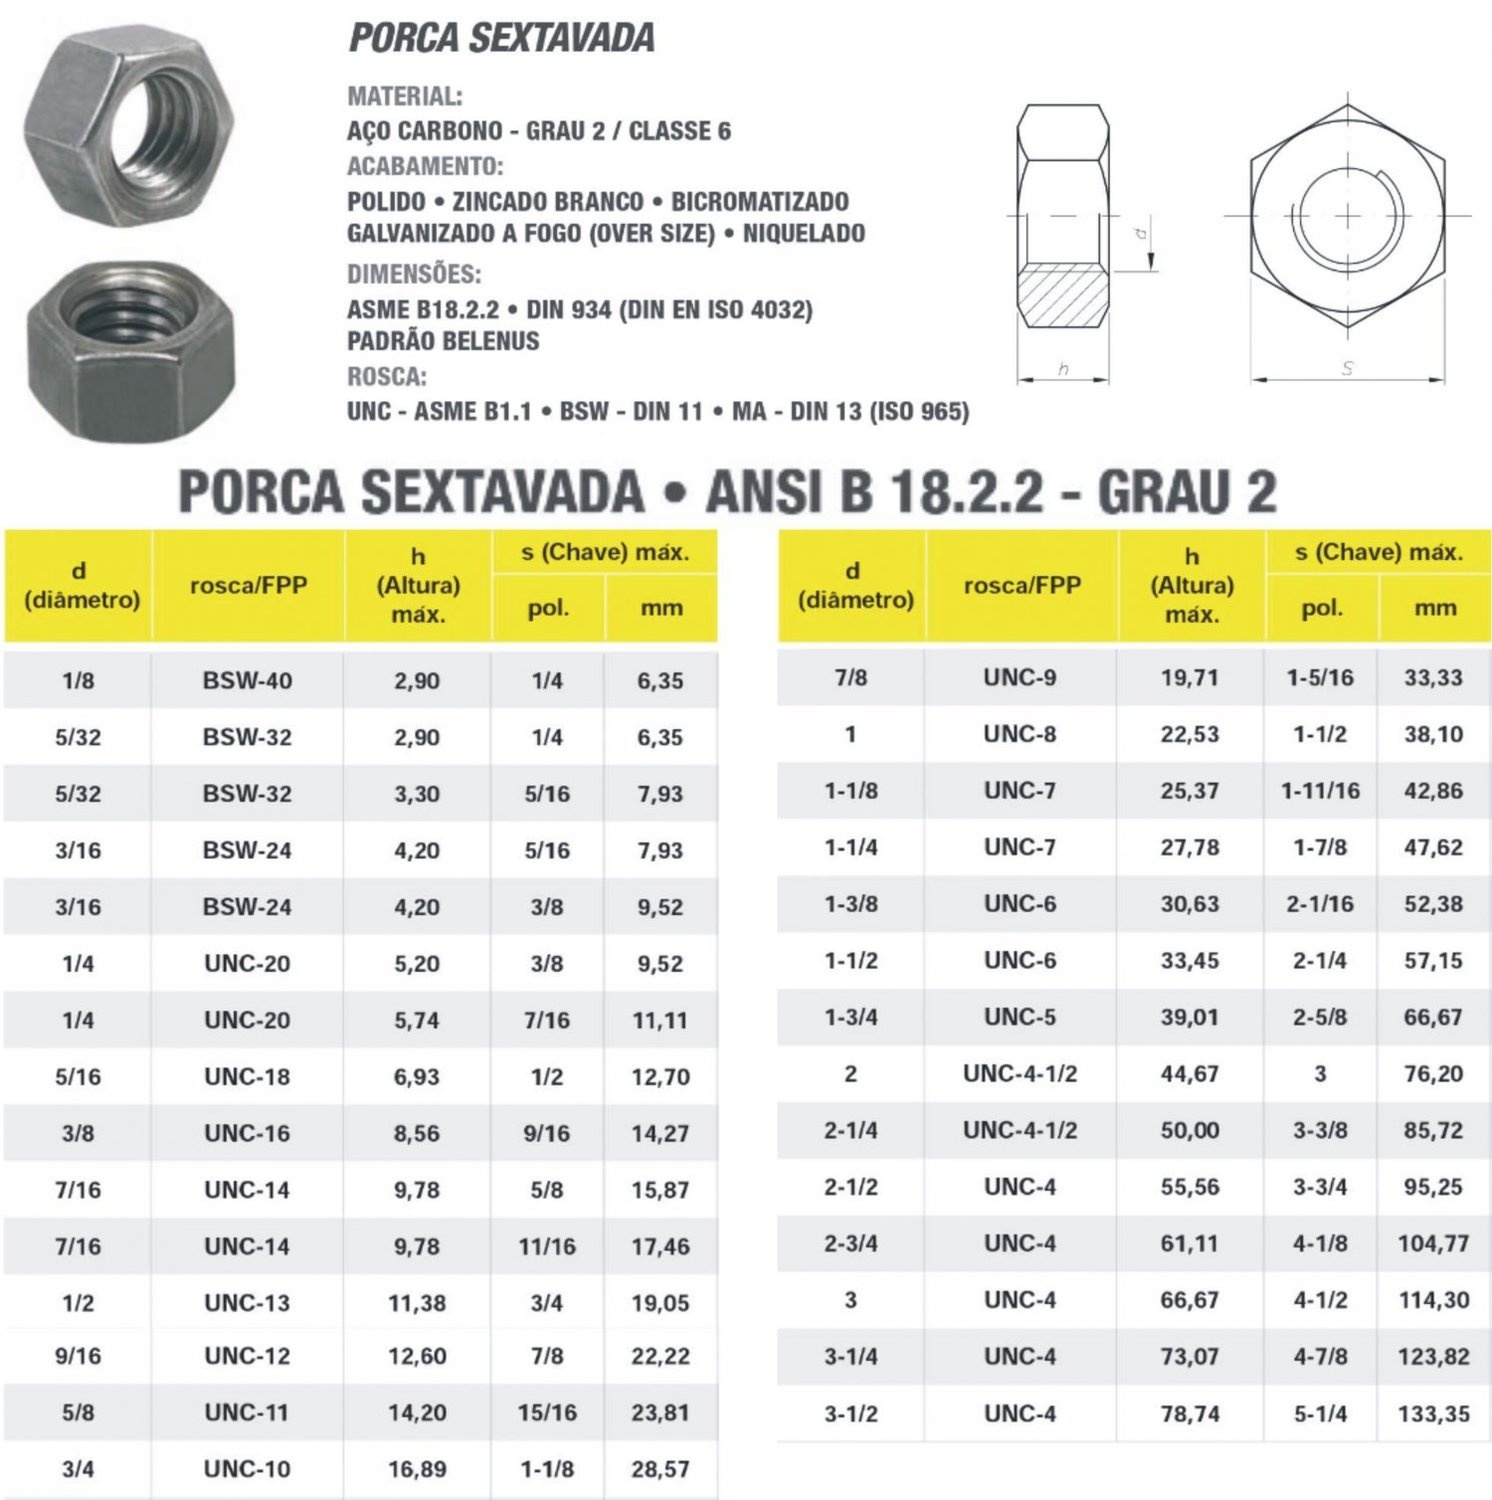 PORCA SEXTAVADA
MATERIAL:
AÇO CARBONO - GRAU 2 / CLASSE 6
ACABAMENTO:
POLIDO • ZINCADO BRANCO • BICROMATIZADO
GALVANIZADO A FOGO (OVER SIZE) • NIQUELADO
DIMENSÕES:
ASME B18.2.2 • DIN 934 (DIN EN ISO 4032)
PADRÃO BELENUS
ROSCA:
UNC - ASME B1.1 • BSW - DIN 11 • MA - DIN 13 (ISO 965)
d
h
S
PORCA SEXTAVADA • ANSI B 18.2.2 - GRAU 2
d (diâmetro) rosca/FPP h (Altura) máx. s (Chave) máx. pol. mm
1/8 BSW-40 2,90 1/4 6,35
5/32 BSW-32 2,90 1/4 6,35
5/32 BSW-32 3,30 5/16 7,93
3/16 BSW-24 4,20 5/16 7,93
3/16 BSW-24 4,20 3/8 9,52
1/4 UNC-20 5,20 3/8 9,52
1/4 UNC-20 5,74 7/16 11,11
5/16 UNC-18 6,93 1/2 12,70
3/8 UNC-16 8,56 9/16 14,27
7/16 UNC-14 9,78 5/8 15,87
7/16 UNC-14 9,78 11/16 17,46
1/2 UNC-13 11,38 3/4 19,05
9/16 UNC-12 12,60 7/8 22,22
5/8 UNC-11 14,20 15/16 23,81
3/4 UNC-10 16,89 1-1/8 28,57
d (diâmetro) rosca/FPP h (Altura) máx. s (Chave) máx. pol. mm
7/8 UNC-9 19,71 1-5/16 33,33
1 UNC-8 22,53 1-1/2 38,10
1-1/8 UNC-7 25,37 1-11/16 42,86
1-1/4 UNC-7 27,78 1-7/8 47,62
1-3/8 UNC-6 30,63 2-1/16 52,38
1-1/2 UNC-6 33,45 2-1/4 57,15
1-3/4 UNC-5 39,01 2-5/8 66,67
2 UNC-4-1/2 44,67 3 76,20
2-1/4 UNC-4-1/2 50,00 3-3/8 85,72
2-1/2 UNC-4 55,56 3-3/4 95,25
2-3/4 UNC-4 61,11 4-1/8 104,77
3 UNC-4 66,67 4-1/2 114,30
3-1/4 UNC-4 73,07 4-7/8 123,82
3-1/2 UNC-4 78,74 5-1/4 133,35